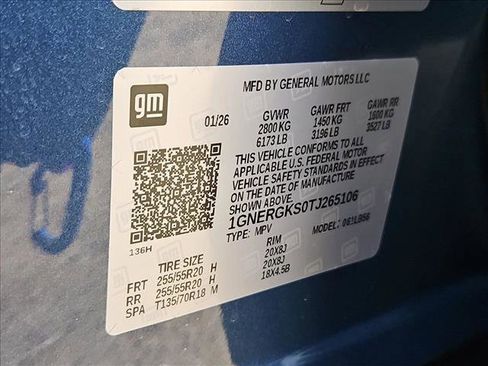 gm
MFD BY GENERAL MOTORS LLC
01/26 GVWR GAWR FRT GAWR RR
2800 KG 1450 KG 1600 KG
6173 LB 3196 LB 3527 LB
THIS VEHICLE CONFORMS TO ALL
APPLICABLE U.S. FEDERAL MOTOR
VEHICLE SAFETY STANDARDS IN EFFECT
ON THE DATE OF MANUFACTURE
1GNERGKS0TJ265106
TYPE: MPV MODEL:
136H
TIRE SIZE RIM
FRT 255/55R20 H 20X8J
RR 255/55R20 H 20X8J
SPA T135/70R18 M 18X4.5B